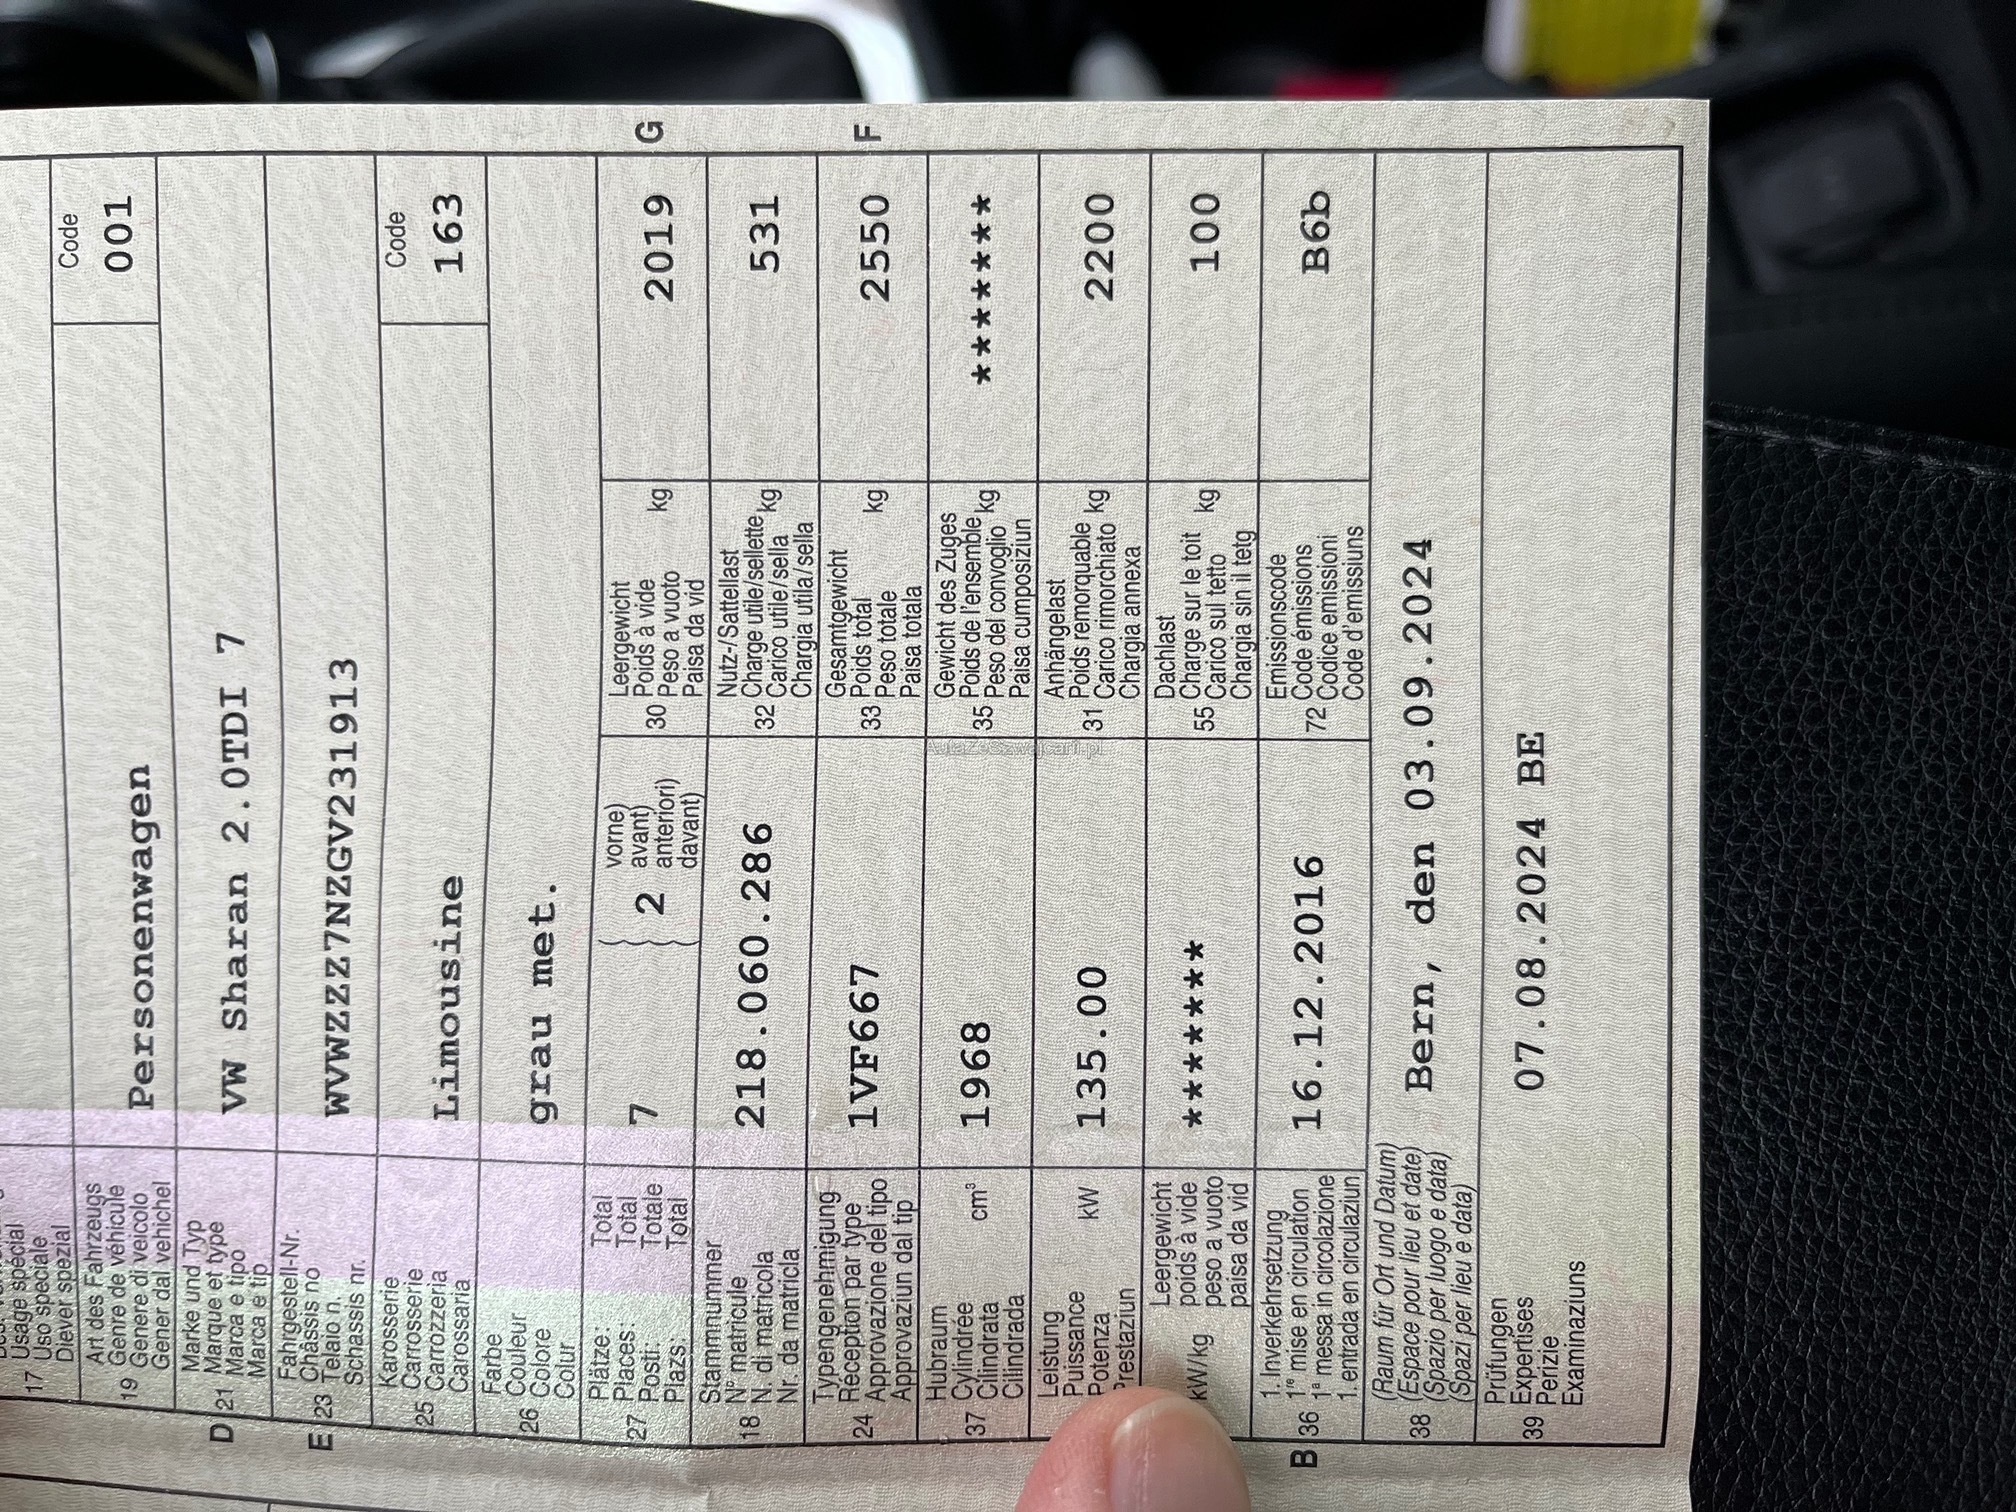 17 Usage spécial
Uso speciale
Diever spezial
Art des Fahrzeugs
19 Genre de véhicule
Genere di veicolo
Gener dal vehichel
Personenwagen
Code
001
Marke und Typ
D 21 Marque et type
Marca e tipo
Marca e tip
VW Sharan 2.0TDI 7
Fahrgestell-Nr.
E 23 Châssis no
Telaio n.
Schassis nr.
WVWZZZ7NZGV231913
Karosserie
25 Carrosserie
Carrozzeria
Carossaria
Limousine
Code
163
Farbe
26 Couleur
Colore
Colur
grau met.
Plätze: Total
27 Places: Total
Posti: Totale
Plazs: Total
7
vorne)
avant)
2 anteriori)
davant)
Leergewicht
30 Poids à vide
Peso a vuoto kg
Paisa da vid
2019 G
Stammnummer
18 N° matricule
N. di matricola
Nr. da matricla
218.060.286
Nutz-/Sattellast
32 Charge utile/sellette
Carico utile/sella kg
Chargia utila/sella
531
Typengenehmigung
24 Réception par type
Approvazione del tipo
Approvaziun dal tip
1VF667
Gesamtgewicht
33 Poids total
Peso totale kg
Paisa totala
2550 F
Hubraum
37 Cylindrée cm³
Cilindrata
Cilindrada
1968
Gewicht des Zuges
35 Poids de l'ensemble
Peso del convoglio kg
Paisa cumposiziun
********
Leistung
Puissance kW
Potenza
Prestaziun
135.00
Anhängelast
31 Poids remorquable
Carico rimorchiato kg
Chargia annexa
2200
Leergewicht
kW/kg poids à vide
peso a vuoto
paisa da vid
********
Dachlast
55 Charge sur le toit
Carico sul tetto kg
Chargia sin il tetg
100
1. Inverkehrsetzung
B 36 1re mise en circulation
1a messa in circolazione
1. entrada en circulaziun
16.12.2016
Emissionscode
72 Code émissions
Codice emissioni
Code d'emissiuns
B6b
(Raum für Ort und Datum)
38 (Espace pour lieu et date)
(Spazio per luogo e data)
(Spazi per lieu e data)
Bern, den 03.09.2024
Prüfungen
39 Expertises
Perizie
Examinaziuns
07.08.2024 BE
AutaZeSzwajcarii.pl